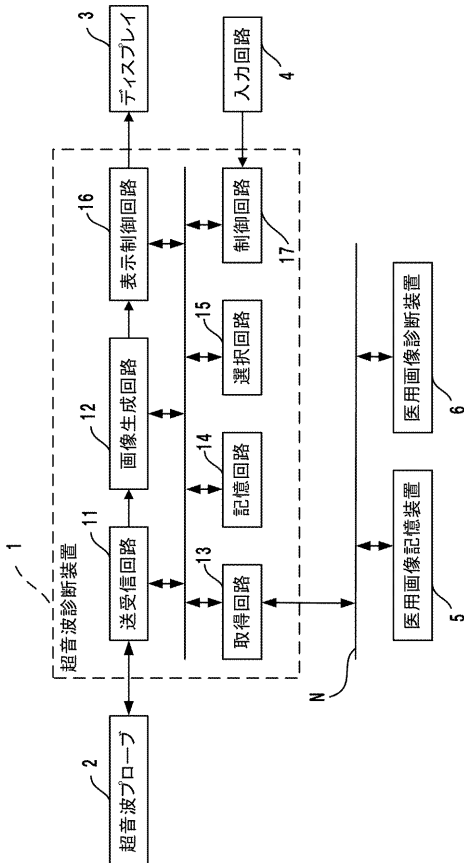 1
超音波診断装置
2
超音波プローブ
11
送受信回路
12
画像生成回路
16
表示制御回路
3
ディスプレイ
13
取得回路
14
記憶回路
15
選択回路
制御回路
17
入力回路
4
N
医用画像記憶装置
5
医用画像診断装置
6